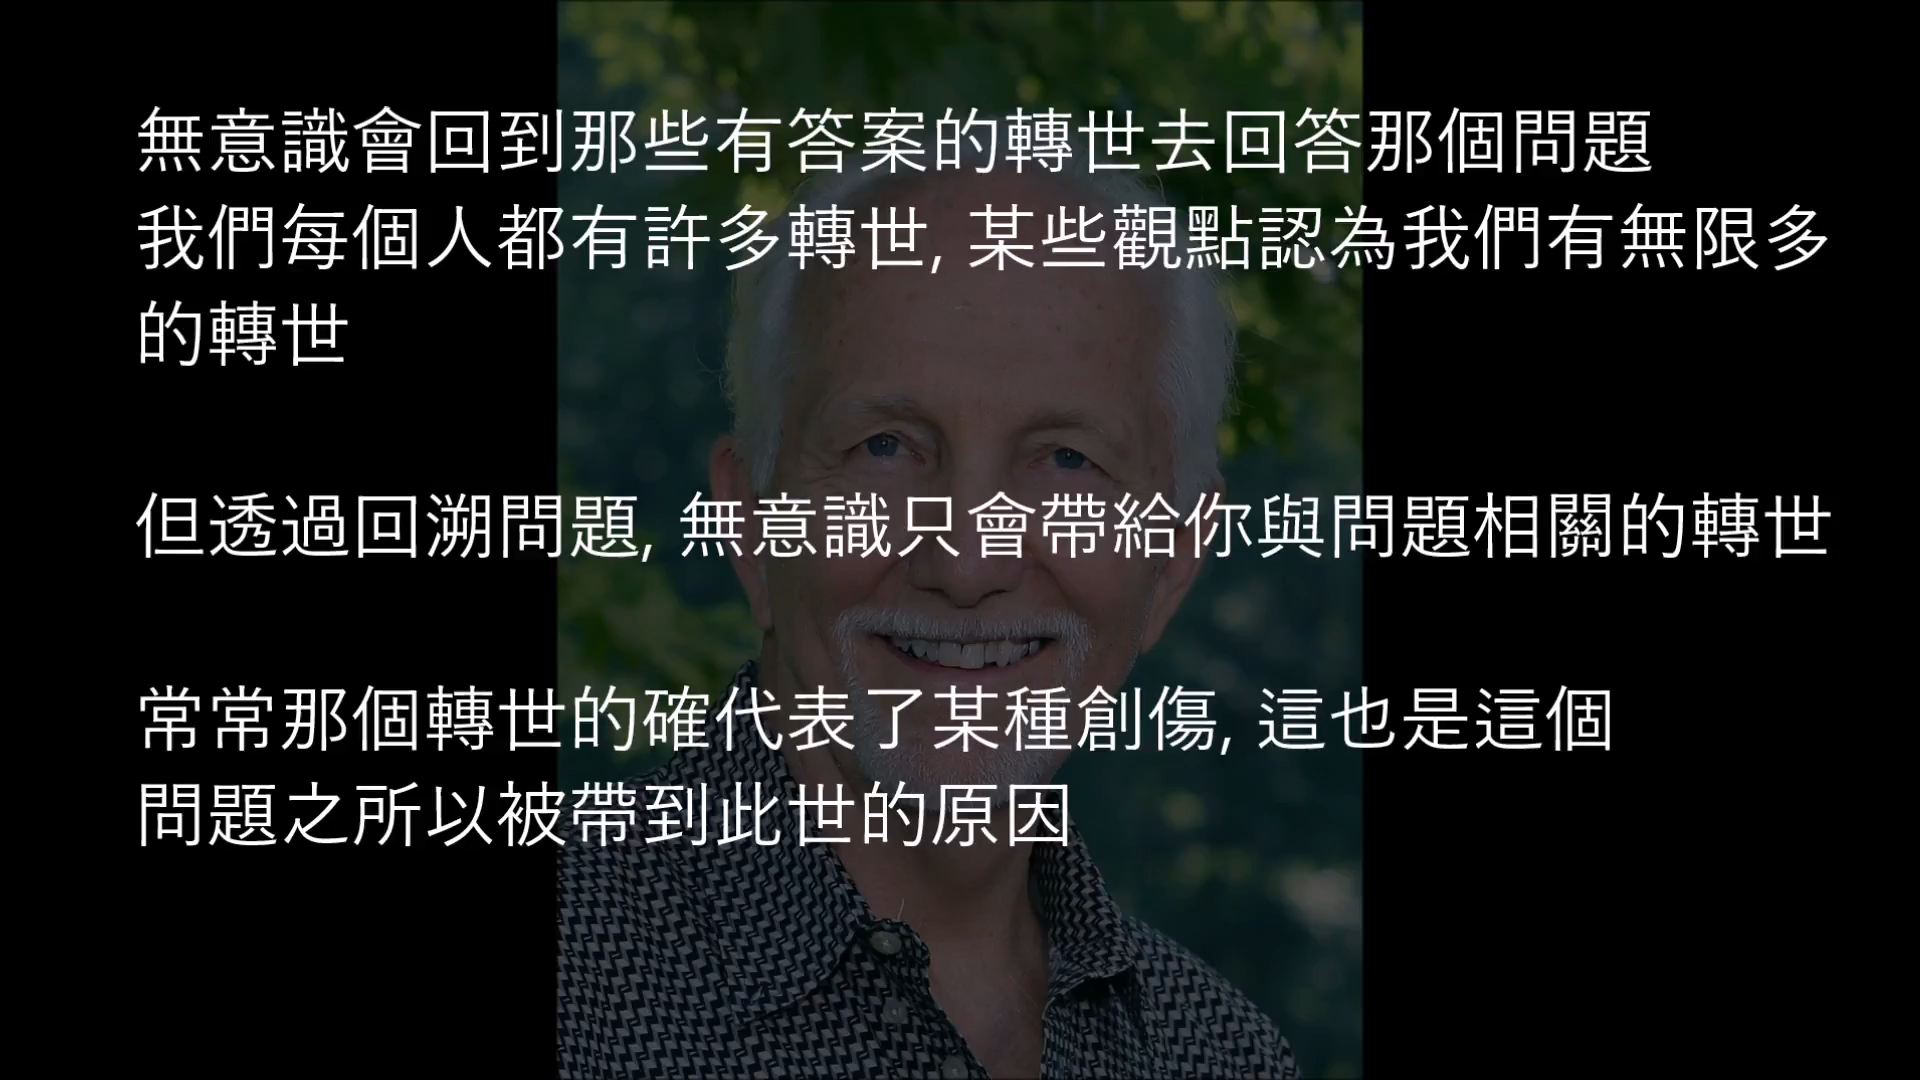 無意識會回到那些有答案的轉世去回答那個問題
我們每個人都有許多轉世, 某些觀點認為我們有無限多
的轉世
但透過回溯問題, 無意識只會帶給你與問題相關的轉世
常常那個轉世的確代表了某種創傷, 這也是這個
問題之所以被帶到此世的原因